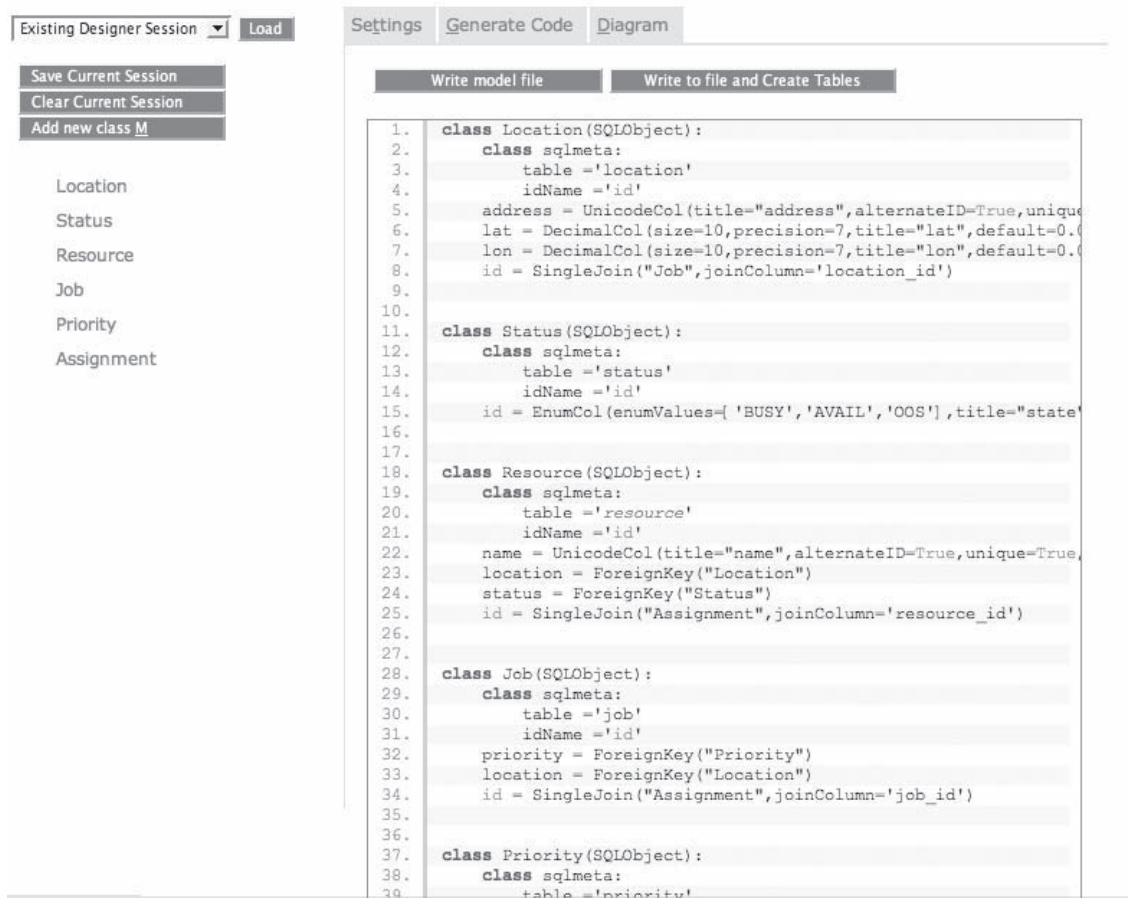 Existing Designer Session Load
Save Current Session
Clear Current Session
Add new class M
Location
Status
Resource
Job
Priority
Assignment
Settings Generate Code Diagram
Write model file Write to file and Create Tables
1. class Location(SQLObject):
2. class sqlmeta:
3. table ='location'
4. idName ='id'
5. address = UnicodeCol(title="address",alternateID=True,unique
6. lat = DecimalCol(size=10,precision=7,title="lat",default=0.0
7. lon = DecimalCol(size=10,precision=7,title="lon",default=0.0
8. id = SingleJoin("Job",joinColumn='location_id')
9.
10.
11. class Status(SQLObject):
12. class sqlmeta:
13. table ='status'
14. idName ='id'
15. id = EnumCol(enumValues=['BUSY','AVAIL','OOS'],title="state"
16.
17.
18. class Resource(SQLObject):
19. class sqlmeta:
20. table ='resource'
21. idName ='id'
22. name = UnicodeCol(title="name",alternateID=True,unique=True,
23. location = ForeignKey("Location")
24. status = ForeignKey("Status")
25. id = SingleJoin("Assignment",joinColumn='resource_id')
26.
27.
28. class Job(SQLObject):
29. class sqlmeta:
30. table ='job'
31. idName ='id'
32. priority = ForeignKey("Priority")
33. location = ForeignKey("Location")
34. id = SingleJoin("Assignment",joinColumn='job_id')
35.
36.
37. class Priority(SQLObject):
38. class sqlmeta:
39. table ='priority'